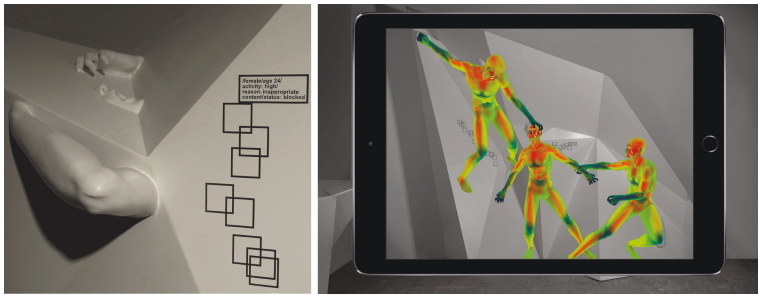 /female/age 24/
activity: high/
reason: inappropriate
content/status: blocked